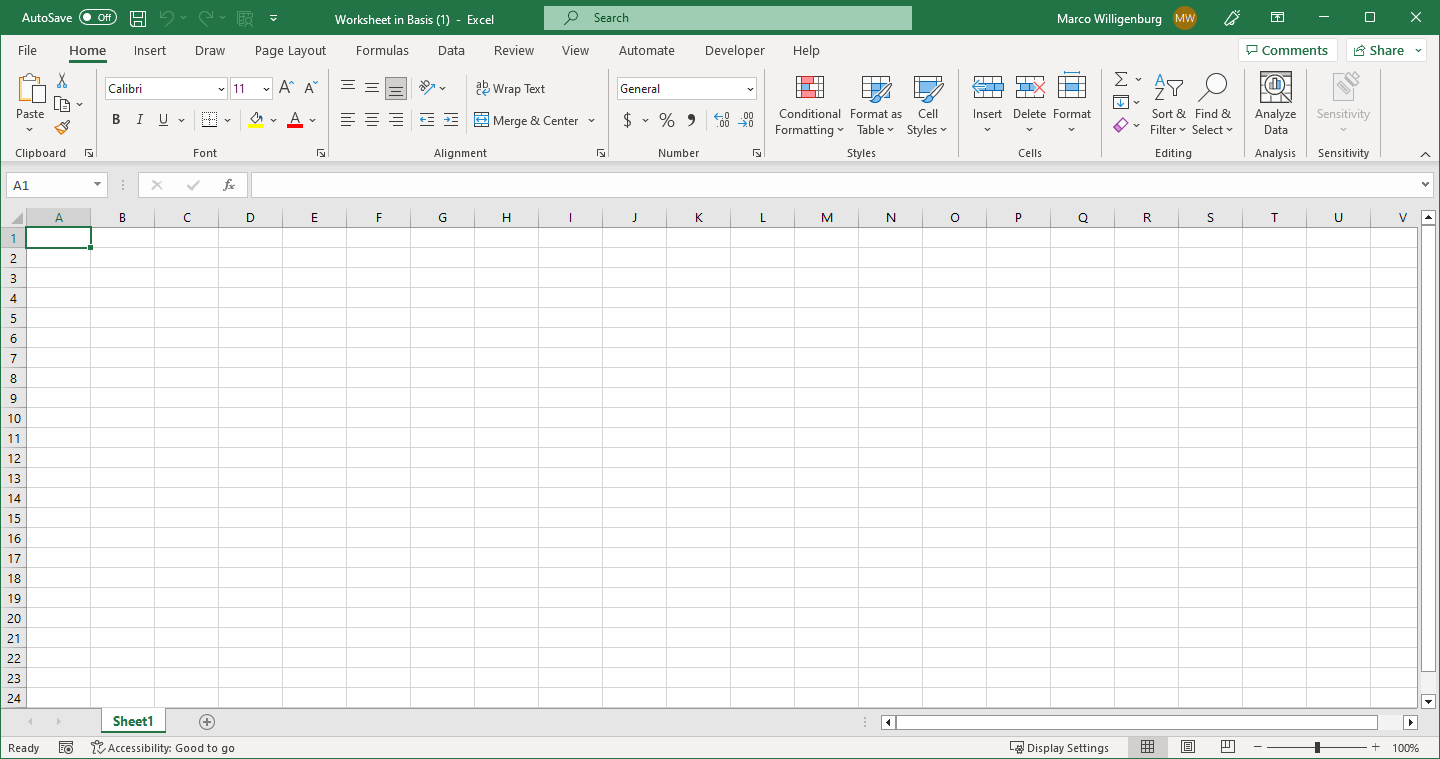 AutoSave Off Worksheet in Basis (1) - Excel Search Marco Willigenburg MW
File Home Insert Draw Page Layout Formulas Data Review View Automate Developer Help Comments Share
Paste
Clipboard
Calibri 11
B I U A
Font
ab Wrap Text
Merge & Center
Alignment
General
$ % 9
Number
Conditional Formatting
Format as Table
Cell Styles
Styles
Insert Delete Format
Cells
Sort & Filter
Find & Select
Editing
Analyze Data
Analysis
Sensitivity
Sensitivity
A1 fx
A B C D E F G H I J K L M N O P Q R S T U V
1
2
3
4
5
6
7
8
9
10
11
12
13
14
15
16
17
18
19
20
21
22
23
24
Sheet1
Ready Accessibility: Good to go Display Settings 100%